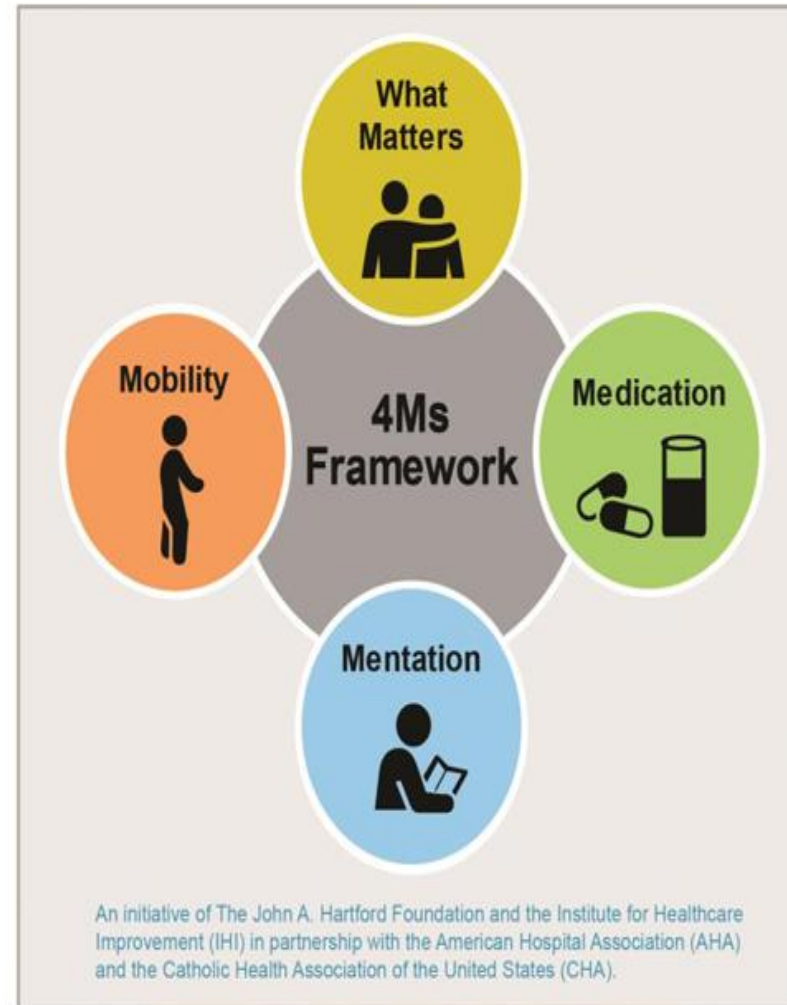 What
Matters
Mobility
4Ms
Framework
Medication
Mentation
An initiative of The John A. Hartford Foundation and the Institute for Healthcare
Improvement (IHI) in partnership with the American Hospital Association (AHA)
and the Catholic Health Association of the United States (CHA).